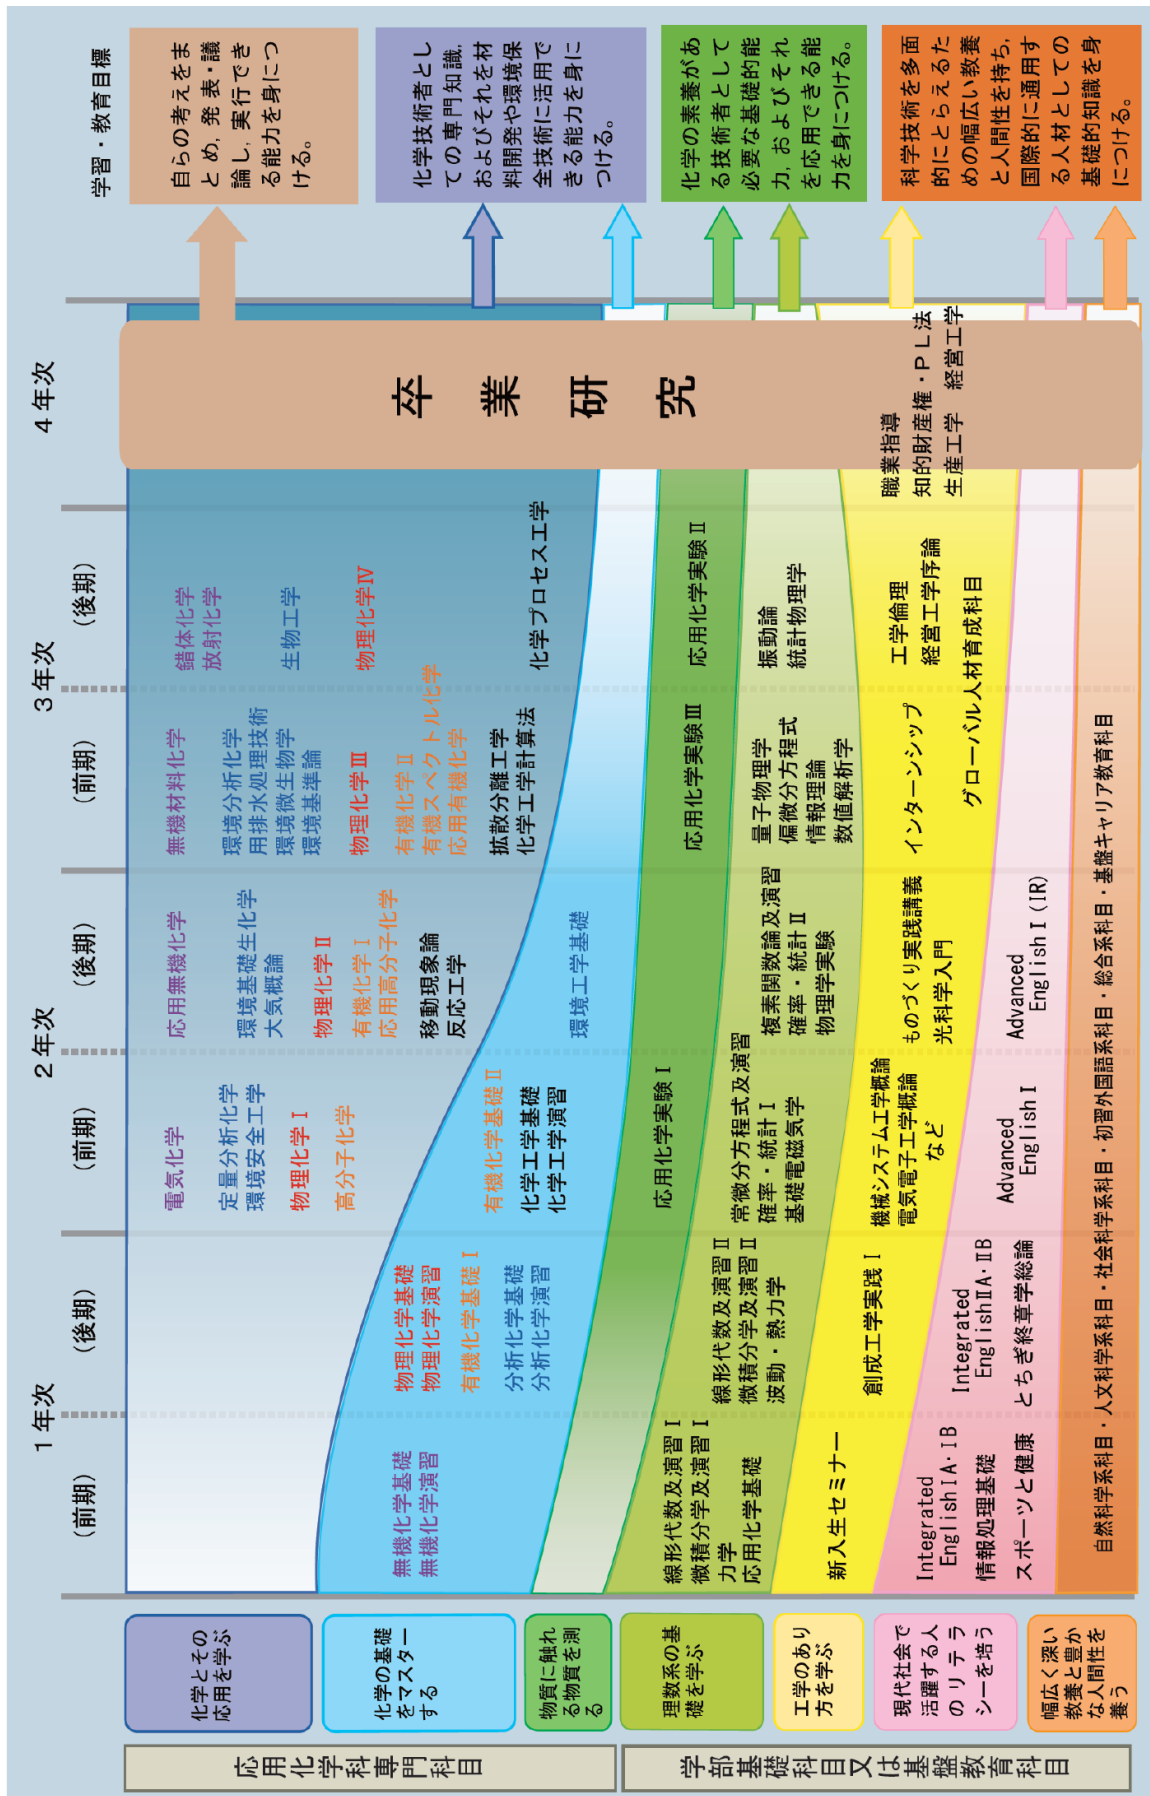 1年次
2年次
3年次
4年次
学習・教育目標
(前期)
(後期)
(前期)
(後期)
(前期)
(後期)
応用化学科専門科目
学部基礎科目又は基盤教育科目
化学とその
応用を学ぶ
電気化学
定量分析化学
環境安全工学
物理化学Ⅰ
高分子化学
応用無機化学
環境基礎生化学
大気概論
物理化学Ⅱ
有機化学Ⅰ
応用高分子化学
移動現象論
反応工学
無機材料化学
環境分析化学
用排水処理技術
環境微生物学
環境基準論
物理化学Ⅲ
有機化学Ⅱ
有機スペクトル化学
応用有機化学
拡散分離工学
化学工学計算法
錯体化学
放射化学
生物工学
物理化学Ⅳ
化学プロセス工学
化学の基礎
をマスター
する
無機化学基礎
無機化学演習
物理化学基礎
物理化学演習
有機化学基礎Ⅰ
分析化学基礎
分析化学演習
有機化学基礎Ⅱ
化学工学基礎
化学工学演習
環境工学基礎
物質に触れ
る物質を測
る
応用化学実験Ⅰ
応用化学実験Ⅲ
応用化学実験Ⅱ
理数系の基
礎を学ぶ
線形代数及演習Ⅰ
微積分学及演習Ⅰ
力学
応用化学基礎
線形代数及演習Ⅱ
微積分学及演習Ⅱ
波動・熱力学
常微分方程式及演習
確率・統計Ⅰ
基礎電磁気学
複素関数論及演習
確率・統計Ⅱ
物理学実験
量子物理学
偏微分方程式
情報理論
数値解析学
振動論
統計物理学
工学のあり
方を学ぶ
新入生セミナー
創成工学実践Ⅰ
機械システム工学概論
電気電子工学概論
など
ものづくり実践講義
光科学入門
インターンシップ
グローバル人材育成科目
工学倫理
経営工学序論
職業指導
知的財産権・PL法
生産工学 経営工学
現代社会で
活躍する人
のリテラ
シーを培う
Integrated
EnglishⅠA・ⅠB
情報処理基礎
スポーツと健康
Integrated
EnglishⅡA・ⅡB
とちぎ終章学総論
Advanced
EnglishⅠ
Advanced
EnglishⅠ(IR)
幅広く深い
教養と豊か
な人間性を
養う
自然科学系科目・人文科学系科目・社会科学系科目・初習外国語系科目・総合系科目・基盤キャリア教育科目
卒業研究
自らの考えをま
とめ,発表・議
論し,実行でき
る能力を身につ
ける。
化学技術者とし
ての専門知識,
およびそれを材
料開発や環境保
全技術に活用で
きる能力を身に
つける。
化学の素養があ
る技術者として
必要な基礎的能
力,およびそれ
を応用できる能
力を身につける。
科学技術を多面
的にとらえるた
めの幅広い教養
と人間性を持ち,
国際的に通用す
る人材としての
基礎的知識を身
につける。